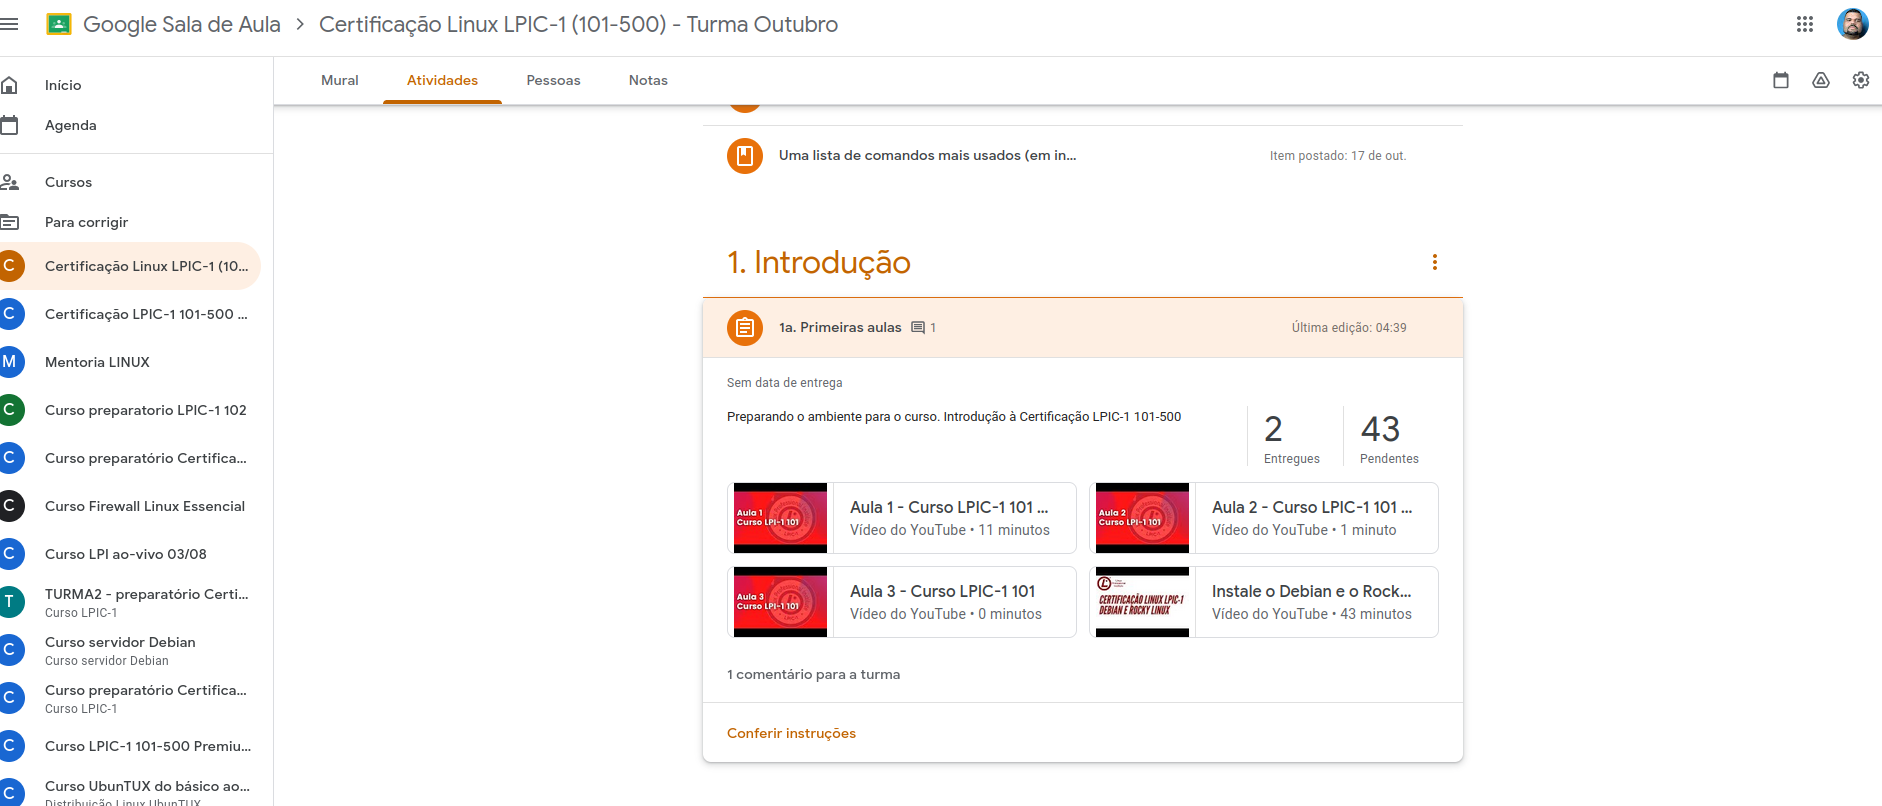 Google Sala de Aula > Certificação Linux LPIC-1 (101-500) - Turma Outubro
Início
Agenda
Cursos
Para corrigir
C Certificação Linux LPIC-1 (10...
C Certificação LPIC-1 101-500 ...
M Mentoria LINUX
C Curso preparatorio LPIC-1 102
C Curso preparatório Certifica...
C Curso Firewall Linux Essencial
C Curso LPI ao-vivo 03/08
T TURMA2 - preparatório Certi...
Curso LPIC-1
Curso servidor Debian
Curso servidor Debian
C Curso preparatório Certifica...
Curso LPIC-1
C Curso LPIC-1 101-500 Premiu...
C Curso UbunTUX do básico ao...
Distribuição Linux UbunTUX
Mural Atividades Pessoas Notas
Uma lista de comandos mais usados (em in... Item postado: 17 de out.
1. Introdução
1a. Primeiras aulas 1 Última edição: 04:39
Sem data de entrega
Preparando o ambiente para o curso. Introdução à Certificação LPIC-1 101-500
2 43
Entregues Pendentes
Aula 1
Curso LPI-1 101
Aula 1 - Curso LPIC-1 101 ...
Vídeo do YouTube • 11 minutos
Aula 2
Curso LPI-1 101
Aula 2 - Curso LPIC-1 101 ...
Vídeo do YouTube • 1 minuto
Aula 3
Curso LPI-1 101
Aula 3 - Curso LPIC-1 101
Vídeo do YouTube • 0 minutos
CERTIFICAÇÃO LINUX LPIC-1
DEBIAN E ROCKY LINUX
Instale o Debian e o Rock...
Vídeo do YouTube • 43 minutos
1 comentário para a turma
Conferir instruções